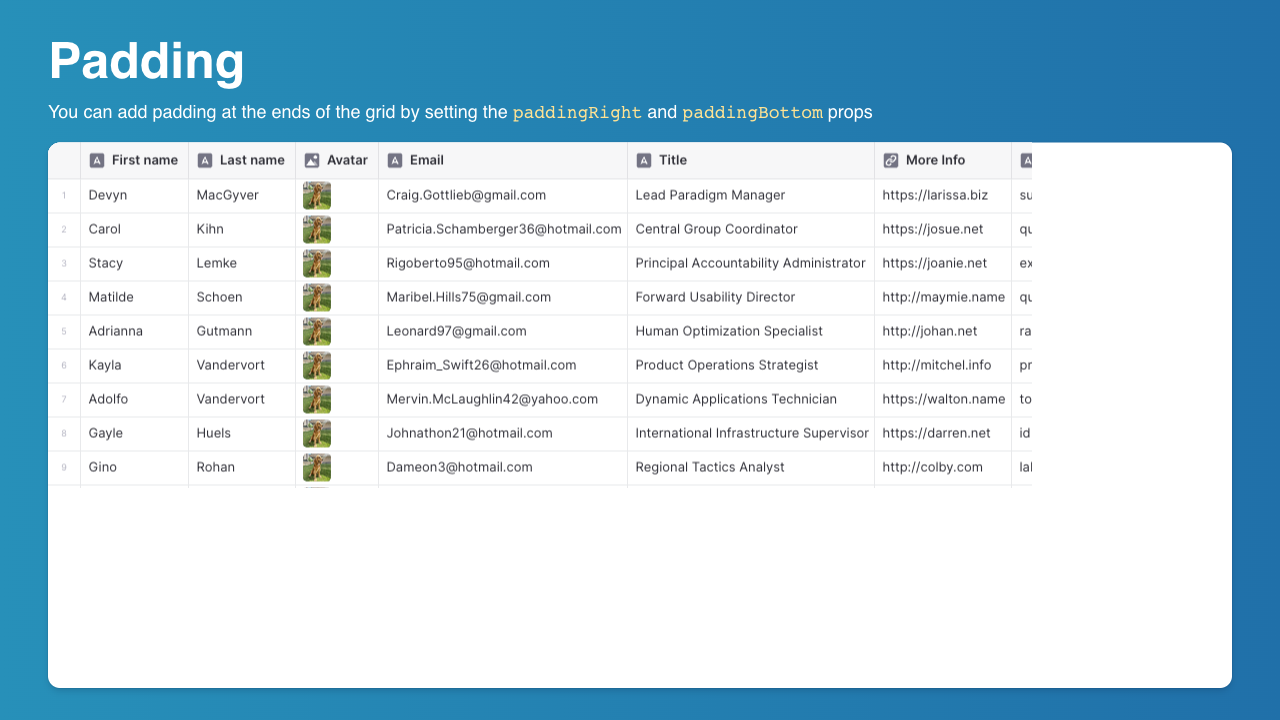 Padding
You can add padding at the ends of the grid by setting the paddingRight and paddingBottom props
First name Last name Avatar Email Title More Info
1 Devyn MacGyver Craig.Gottlieb@gmail.com Lead Paradigm Manager https://larissa.biz su
2 Carol Kihn Patricia.Schamberger36@hotmail.com Central Group Coordinator https://josue.net qu
3 Stacy Lemke Rigoberto95@hotmail.com Principal Accountability Administrator https://joanie.net ex
4 Matilde Schoen Maribel.Hills75@gmail.com Forward Usability Director http://maymie.name qu
5 Adrianna Gutmann Leonard97@gmail.com Human Optimization Specialist http://johan.net ra
6 Kayla Vandervort Ephraim_Swift26@hotmail.com Product Operations Strategist http://mitchel.info pr
7 Adolfo Vandervort Mervin.McLaughlin42@yahoo.com Dynamic Applications Technician https://walton.name to
8 Gayle Huels Johnathon21@hotmail.com International Infrastructure Supervisor https://darren.net id
9 Gino Rohan Dameon3@hotmail.com Regional Tactics Analyst http://colby.com